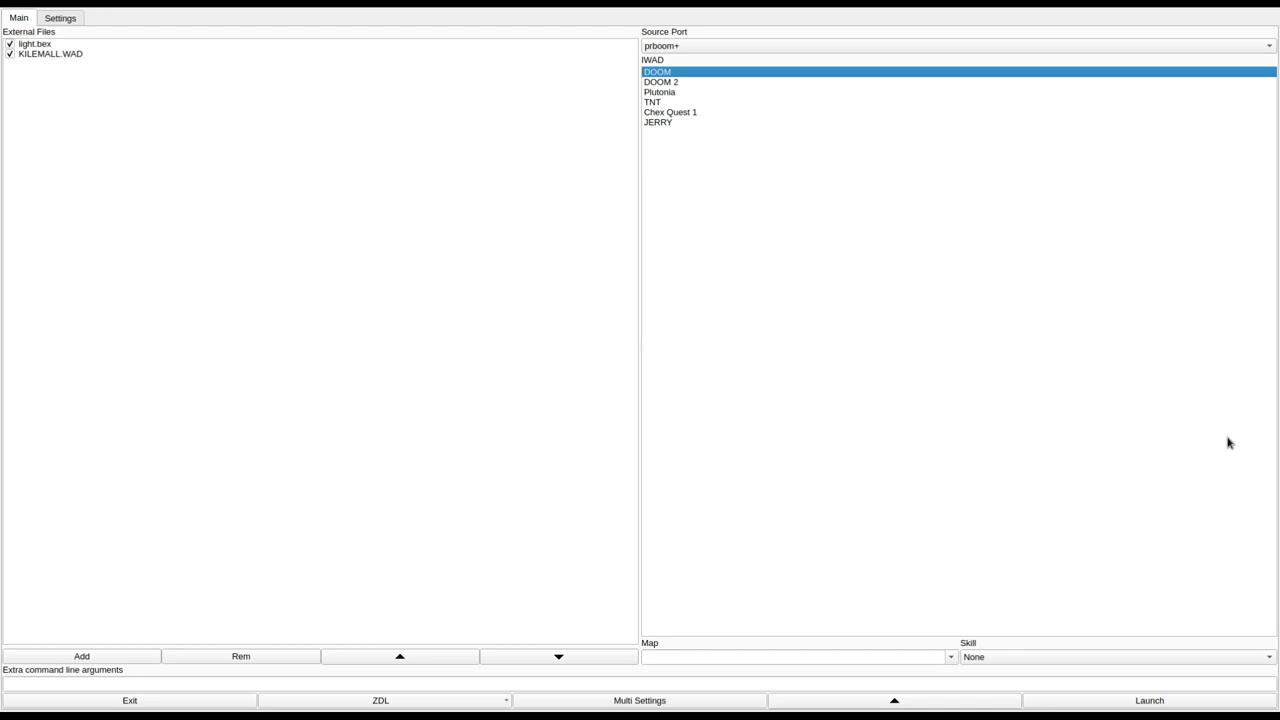 Main
Settings
External Files
light.bex
KILEMALL.WAD
Source Port
prboom+
IWAD
DOOM
DOOM 2
Plutonia
TNT
Chex Quest 1
JERRY
Map
Skill
None
Add
Rem
Extra command line arguments
Exit
ZDL
Multi Settings
Launch